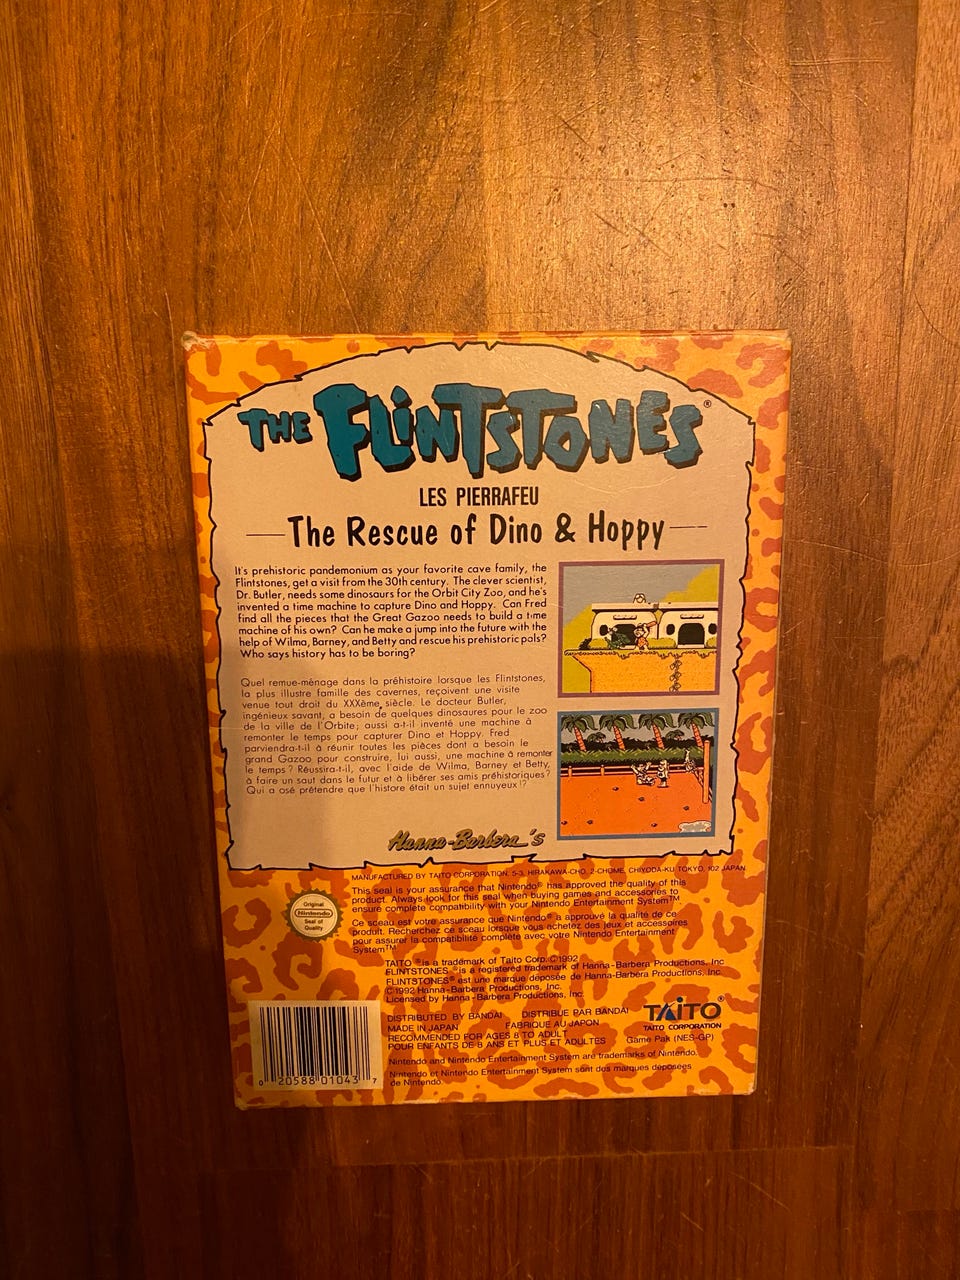 THE FLINTSTONES®
LES PIERRAFEU
The Rescue of Dino & Hoppy
It's prehistoric pandemonium as your favorite cave family, the
Flintstones, get a visit from the 30th century. The clever scientist,
Dr. Butler, needs some dinosaurs for the Orbit City Zoo, and he's
invented a time machine to capture Dino and Hoppy. Can Fred
find all the pieces that the Great Gazoo needs to build a time
machine of his own? Can he make a jump into the future with the
help of Wilma, Barney, and Betty and rescue his prehistoric pals?
Who says history has to be boring?
Quel remue-ménage dans la préhistoire lorsque les Flintstones,
la plus illustre famille des cavernes, reçoivent une visite
venue tout droit du XXXème siècle. Le docteur Butler,
ingénieux savant, a besoin de quelques dinosaures pour le zoo
de la ville de l'Orbite; aussi a-t-il inventé une machine à
remonter le temps pour capturer Dino et Hoppy. Fred
parviendra-t-il à réunir toutes les pièces dont a besoin le
grand Gazoo pour construire, lui aussi, une machine à remonter
le temps? Réussira-t-il, avec l'aide de Wilma, Barney et Betty,
à faire un saut dans le futur et à libérer ses amis préhistoriques?
Qui a osé prétendre que l'histore était un sujet ennuyeux!?
Hanna-Barbera's
MANUFACTURED BY TAITO CORPORATION, 5-3, HIRAKAWA-CHO, 2-CHOME, CHIYODA-KU TOKYO, 102 JAPAN
Original
Nintendo
Seal of
Quality
This seal is your assurance that Nintendo® has approved the quality of this
product. Always look for this seal when buying games and accessories to
ensure complete compatibility with your Nintendo Entertainment System™
Ce sceau est votre assurance que Nintendo® a approuvé la qualité de ce
produit. Recherchez ce sceau lorsque vous achetez des jeux et accessoires
pour assurer la compatibilité complète avec votre Nintendo Entertainment
System™
TAITO® is a trademark of Taito Corp. ©1992
FLINTSTONES® is a registered trademark of Hanna-Barbera Productions, Inc
FLINTSTONES® est une marque déposée de Hanna-Barbera Productions, Inc
©1992 Hanna-Barbera Productions, Inc.
Licensed by Hanna-Barbera Productions, Inc.
DISTRIBUTED BY BANDAI DISTRIBUE PAR BANDAI
MADE IN JAPAN FABRIQUE AU JAPON
RECOMMENDED FOR AGES 8 TO ADULT
POUR ENFANTS DE 8 ANS ET PLUS ET ADULTES
TAITO®
TAITO CORPORATION
Game Pak (NES-GP)
Nintendo and Nintendo Entertainment System are trademarks of Nintendo.
Nintendo et Nintendo Entertainment System sont des marques déposées
de Nintendo.
0 20588 01043 7